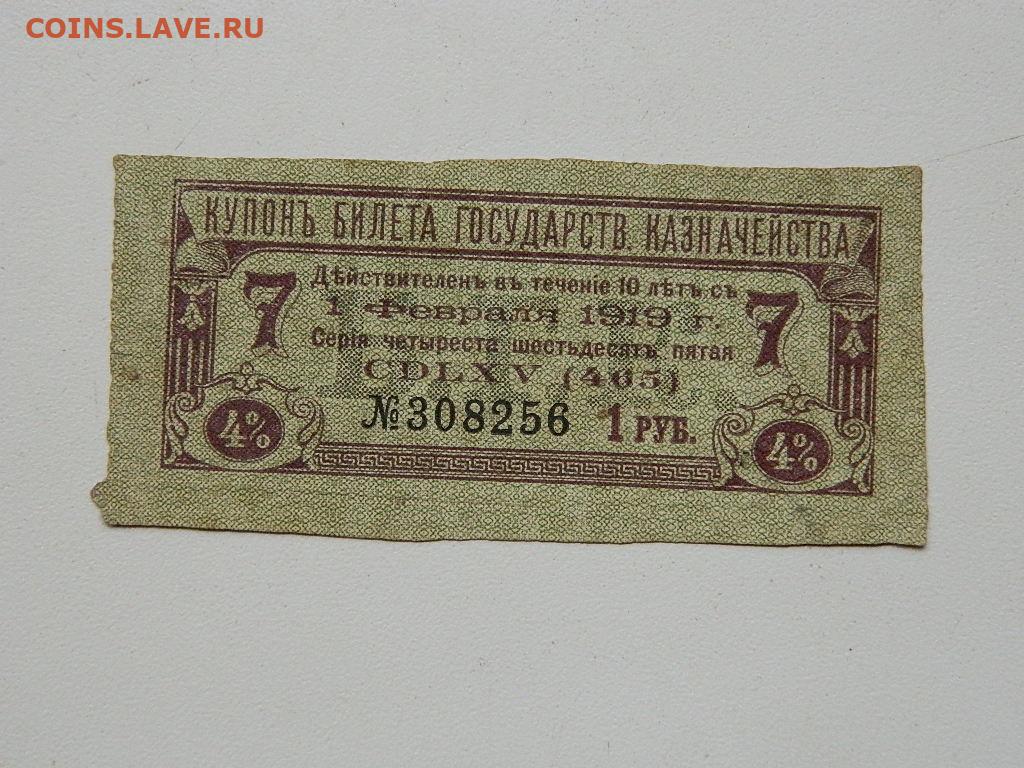 COINS.LAVE.RU
КУПОНЪ БИЛЕТА ГОСУДАРСТВ. КАЗНАЧЕЙСТВА
7 Дѣйствителенъ въ теченіе 10 лѣтъ съ 7
1 Февраля 1919 г.
Серія четыреста шестьдесятъ пятая
CDLXV (465)
№308256 1 РУБ.
4% 4%